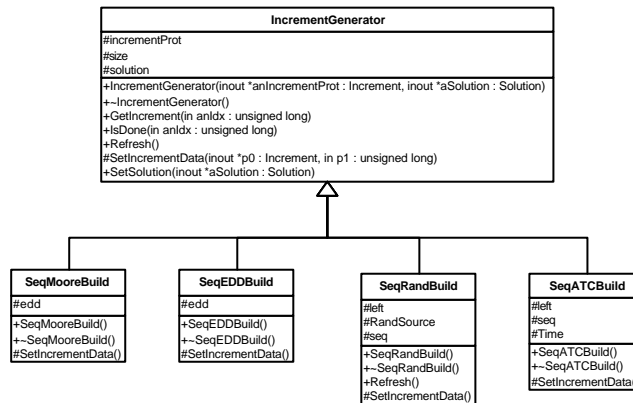 IncrementGenerator
#incrementProt
#size
#solution
+IncrementGenerator(inout *anIncrementProt : Increment, inout *aSolution : Solution)
+~IncrementGenerator()
+GetIncrement(in anIdx : unsigned long)
+IsDone(in anIdx : unsigned long)
+Refresh()
#SetIncrementData(inout *p0 : Increment, in p1 : unsigned long)
+SetSolution(inout *aSolution : Solution)
SeqMooreBuild
#edd
+SeqMooreBuild()
+~SeqMooreBuild()
#SetIncrementData()
SeqEDDBuild
#edd
+SeqEDDBuild()
+~SeqEDDBuild()
#SetIncrementData()
SeqRandBuild
#left
#RandSource
#seq
+SeqRandBuild()
+~SeqRandBuild()
+Refresh()
#SetIncrementData()
SeqATCBuild
#left
#seq
#Time
+SeqATCBuild()
+~SeqATCBuild()
#SetIncrementData()